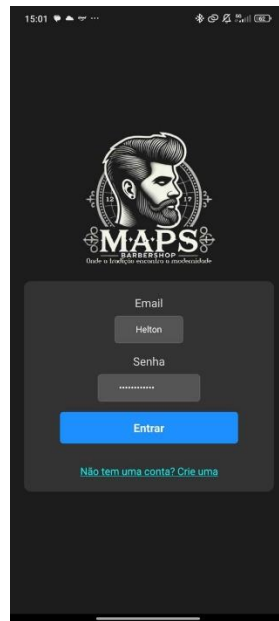 15:01
12 17
MAPS
BARBERSHOP
Onde a tradição encontra a modernidade
Email
Helton
Senha
Entrar
Não tem uma conta? Crie uma